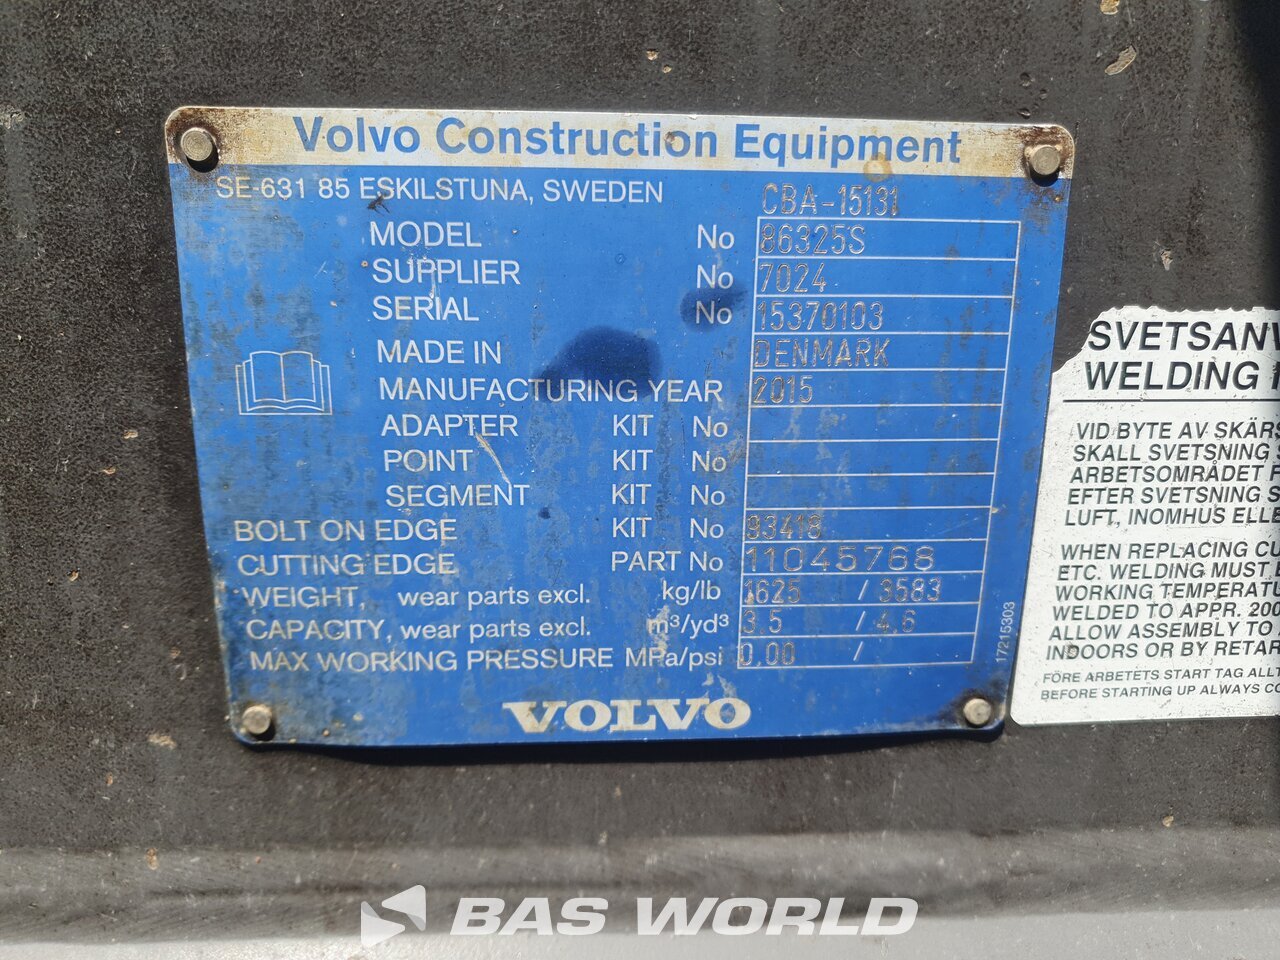 Volvo Construction Equipment
SE-631 85 ESKILSTUNA, SWEDEN CBA-15131
MODEL No 86325S
SUPPLIER No 7024
SERIAL No 15370103
MADE IN DENMARK
MANUFACTURING YEAR 2015
ADAPTER KIT No
POINT KIT No
SEGMENT KIT No
BOLT ON EDGE KIT No 93418
CUTTING EDGE PART No 11045768
WEIGHT, wear parts excl. kg/lb 1625 / 3583
CAPACITY, wear parts excl. m³/yd³ 3.5 / 4.6
MAX WORKING PRESSURE MPa/psi 0.00 /
VOLVO
17215303
SVETSANV
WELDING
VID BYTE AV SKÄRS
SKALL SVETSNING S
ARBETSOMRÅDET F
EFTER SVETSNING S
LUFT, INOMHUS ELLE
WHEN REPLACING CU
ETC. WELDING MUST B
WORKING TEMPERATU
WELDED TO APPR. 200
ALLOW ASSEMBLY TO
INDOORS OR BY RETAR
FÖRE ARBETETS START TAG ALLT
BEFORE STARTING UP ALWAYS CO
BAS WORLD